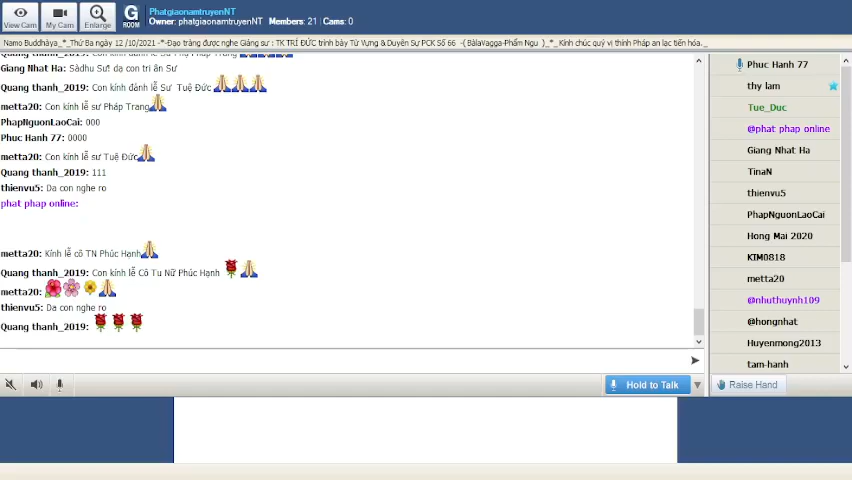 PhatgiaonamtruyenNT
Owner: phatgiaonamtruyenNT Members: 21 | Cams: 0
View Cam
My Cam
Enlarge
G ROOM
Namo Buddhàya_*_Thứ Ba ngày 12 /10/2021 -*-Đạo tràng được nghe Giảng sư : TK TRÍ ĐỨC trình bày Từ Vựng & Duyên Sự PCK Số 66 -( BàlaVagga-Phẩm Ngu )_*_ Kính chúc quý vị thính Pháp an lạc tiến hóa._
Giang Nhat Ha: Sàdhu Sư! dạ con tri ân Sư
Quang thanh_2019: Con kính đảnh lễ Sư Tuệ Đức
metta20: Con kính lễ sư Pháp Trang
PhapNguonLaoCai: 000
Phuc Hanh 77: 0000
metta20: Con kính lễ sư Tuệ Đức
Quang thanh_2019: 111
thienvu5: Da con nghe ro
phat phap online:
metta20: Kính lễ cô TN Phúc Hạnh
Quang thanh_2019: Con kính lễ Cô Tu Nữ Phúc Hạnh
metta20:
thienvu5: Da con nghe ro
Quang thanh_2019:
Hold to Talk
Phuc Hanh 77
thy lam
Tue_Duc
@phat phap online
Giang Nhat Ha
TinaN
thienvu5
PhapNguonLaoCai
Hong Mai 2020
KIM0818
metta20
@nhuthuynh109
@hongnhat
Huyenmong2013
tam-hanh
Raise Hand